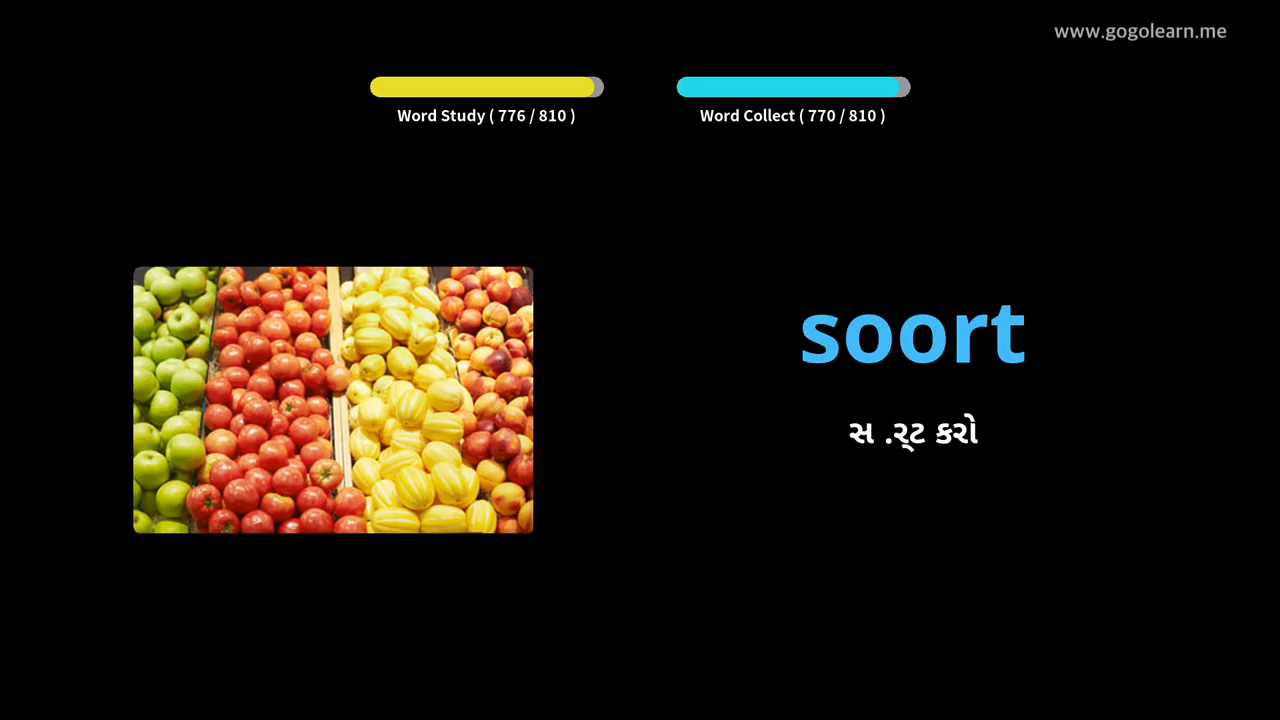 www.gogolearn.me
Word Study ( 776 / 810 )
Word Collect ( 770 / 810 )
soort
સ .ર્ટ કરો